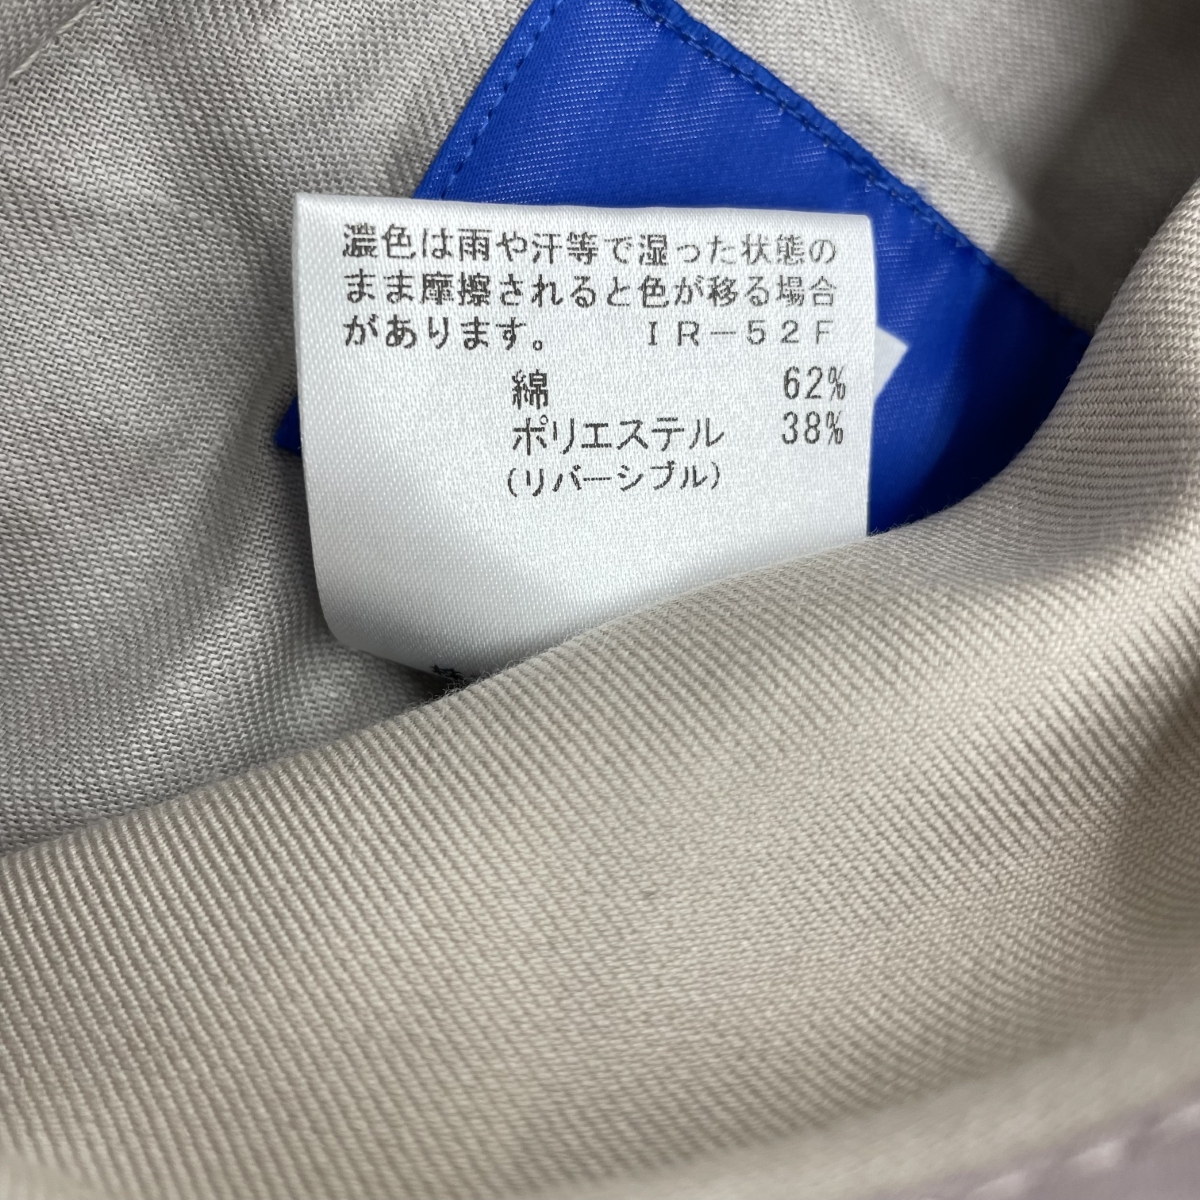 濃色は雨や汗等で湿った状態の
まま摩擦されると色が移る場合
があります。　　ＩＲ－５２Ｆ
綿 62%
ポリエステル 38%
(リバーシブル)